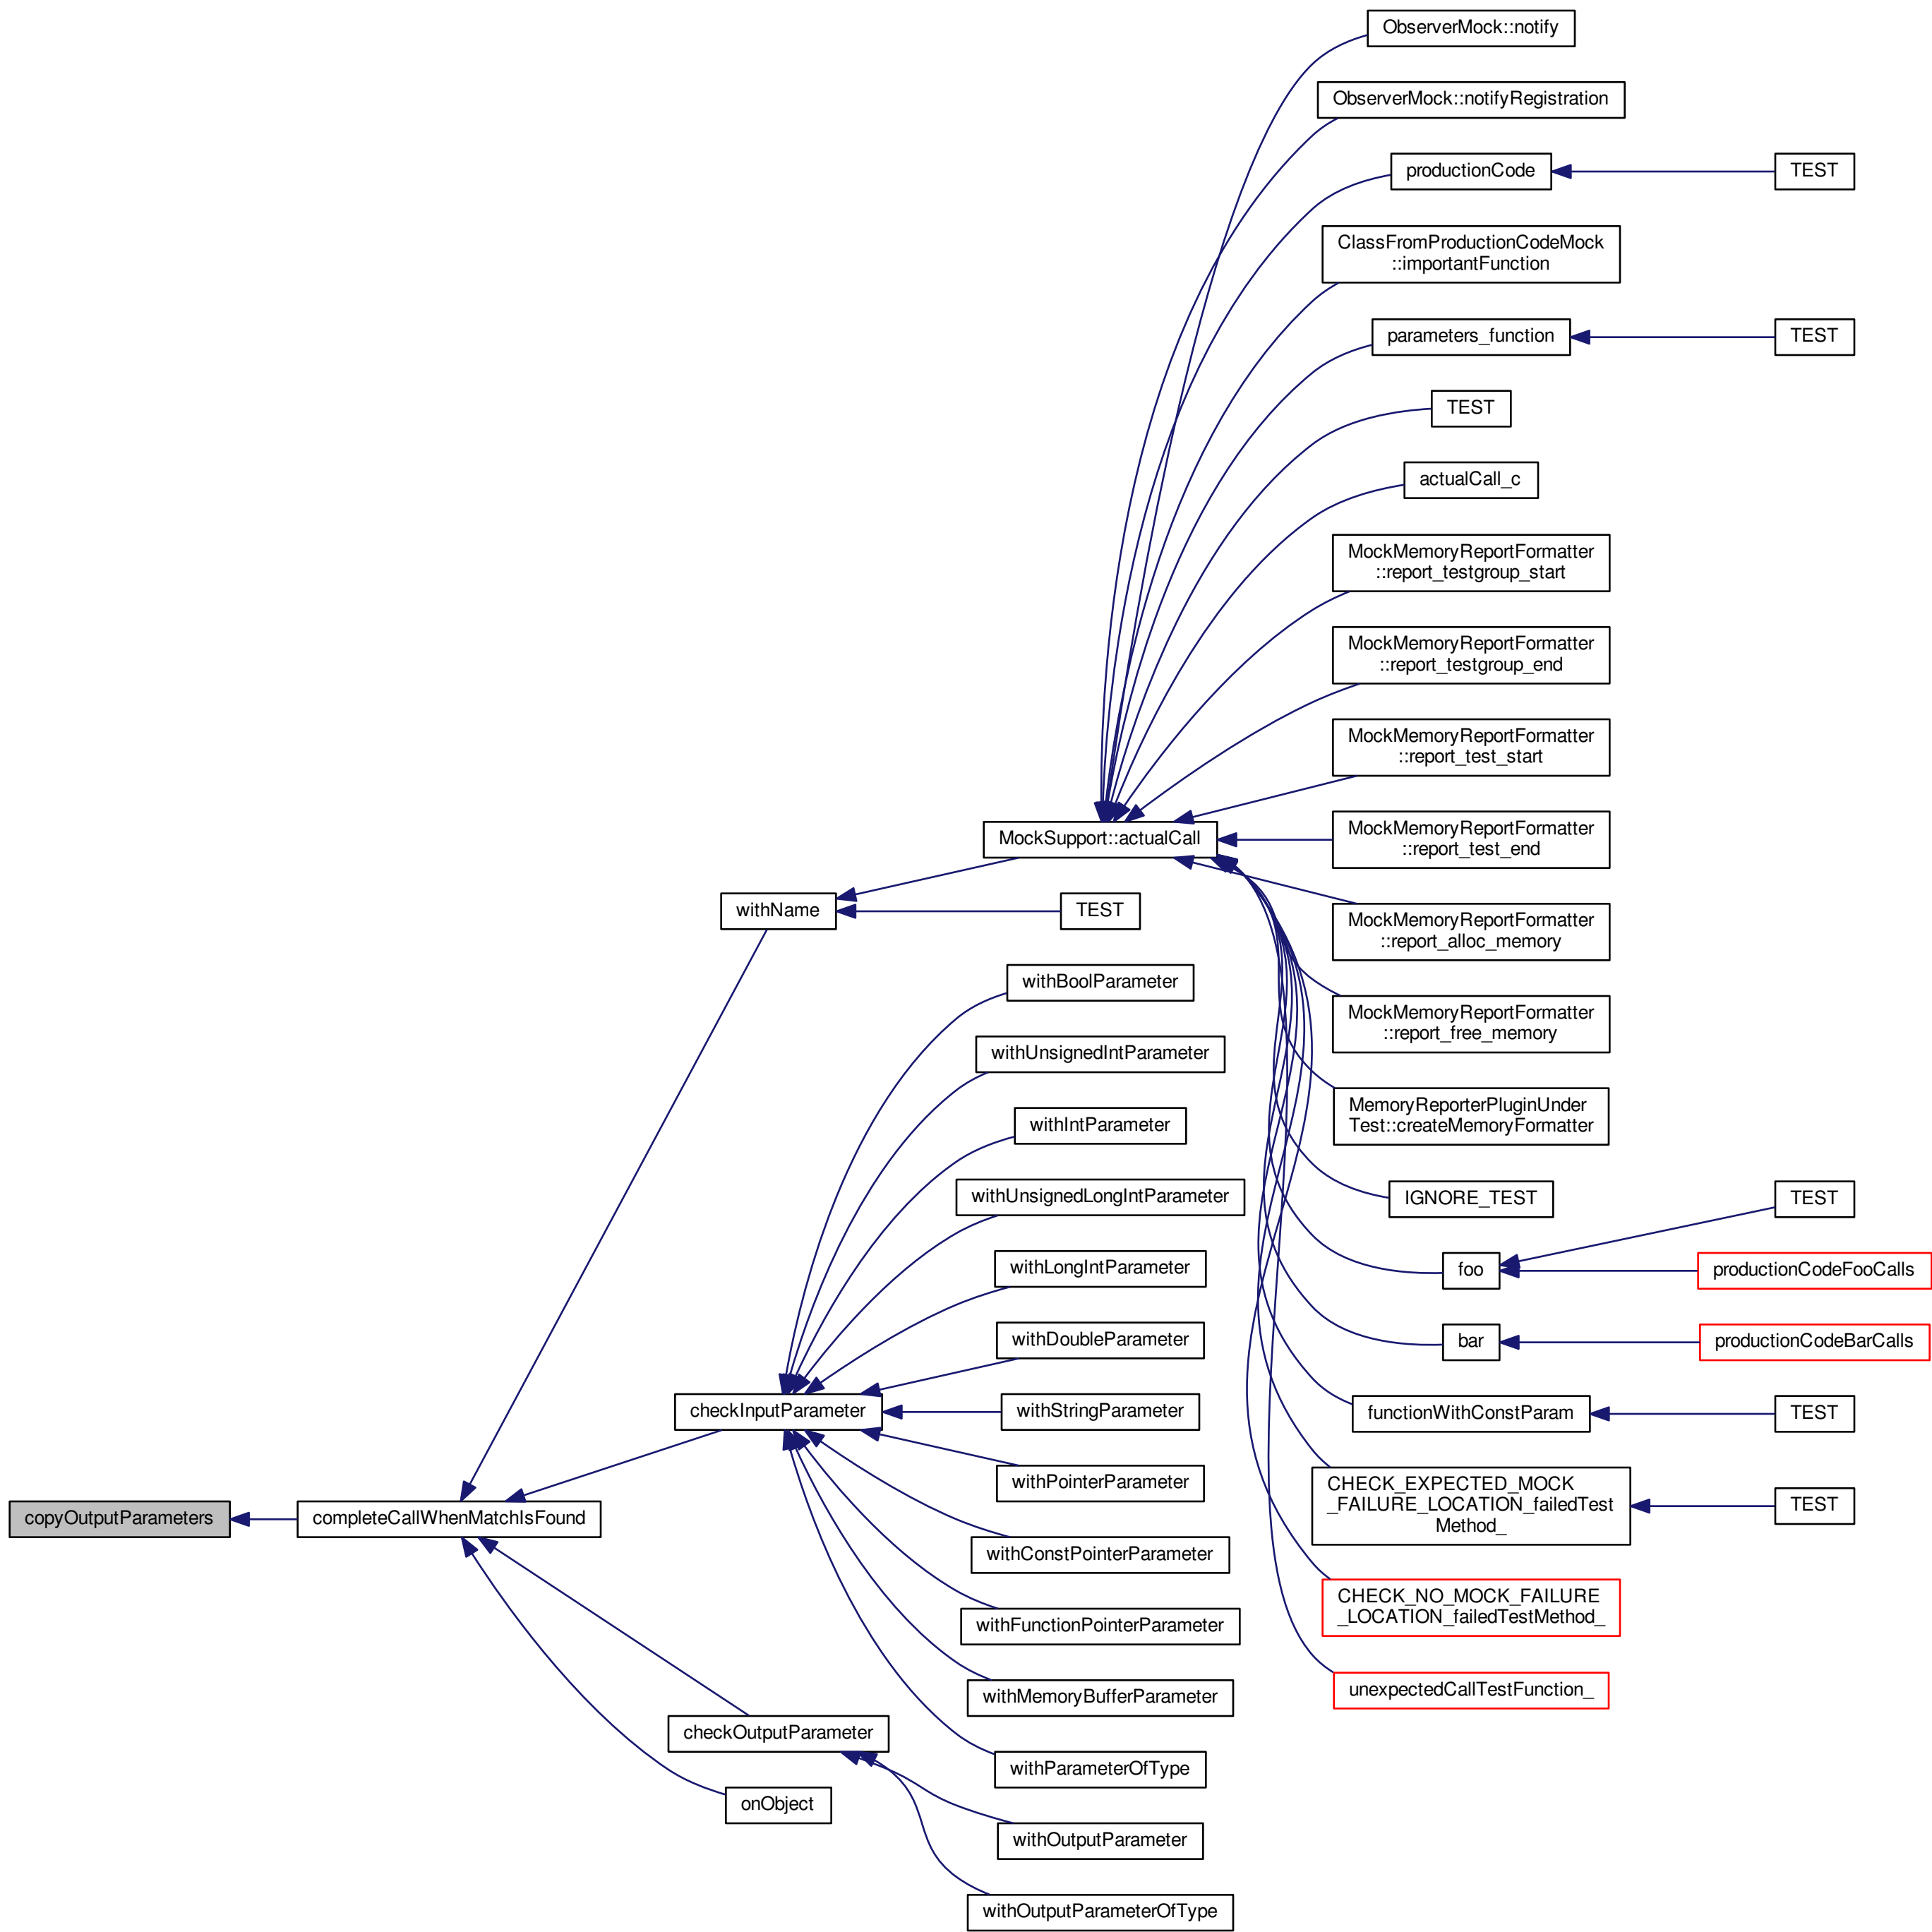 ObserverMock::notify
ObserverMock::notifyRegistration
productionCode
TEST
ClassFromProductionCodeMock
::importantFunction
parameters_function
TEST
TEST
actualCall_c
MockMemoryReportFormatter
::report_testgroup_start
MockMemoryReportFormatter
::report_testgroup_end
MockMemoryReportFormatter
::report_test_start
MockSupport::actualCall
MockMemoryReportFormatter
::report_test_end
withName
TEST
MockMemoryReportFormatter
::report_alloc_memory
withBoolParameter
MockMemoryReportFormatter
::report_free_memory
withUnsignedIntParameter
MemoryReporterPluginUnder
Test::createMemoryFormatter
withIntParameter
withUnsignedLongIntParameter
IGNORE_TEST
TEST
withLongIntParameter
foo
productionCodeFooCalls
withDoubleParameter
bar
productionCodeBarCalls
checkInputParameter
withStringParameter
functionWithConstParam
TEST
withPointerParameter
CHECK_EXPECTED_MOCK
_FAILURE_LOCATION_failedTest
Method_
TEST
copyOutputParameters
completeCallWhenMatchIsFound
withConstPointerParameter
CHECK_NO_MOCK_FAILURE
_LOCATION_failedTestMethod_
withFunctionPointerParameter
withMemoryBufferParameter
unexpectedCallTestFunction_
checkOutputParameter
withParameterOfType
onObject
withOutputParameter
withOutputParameterOfType